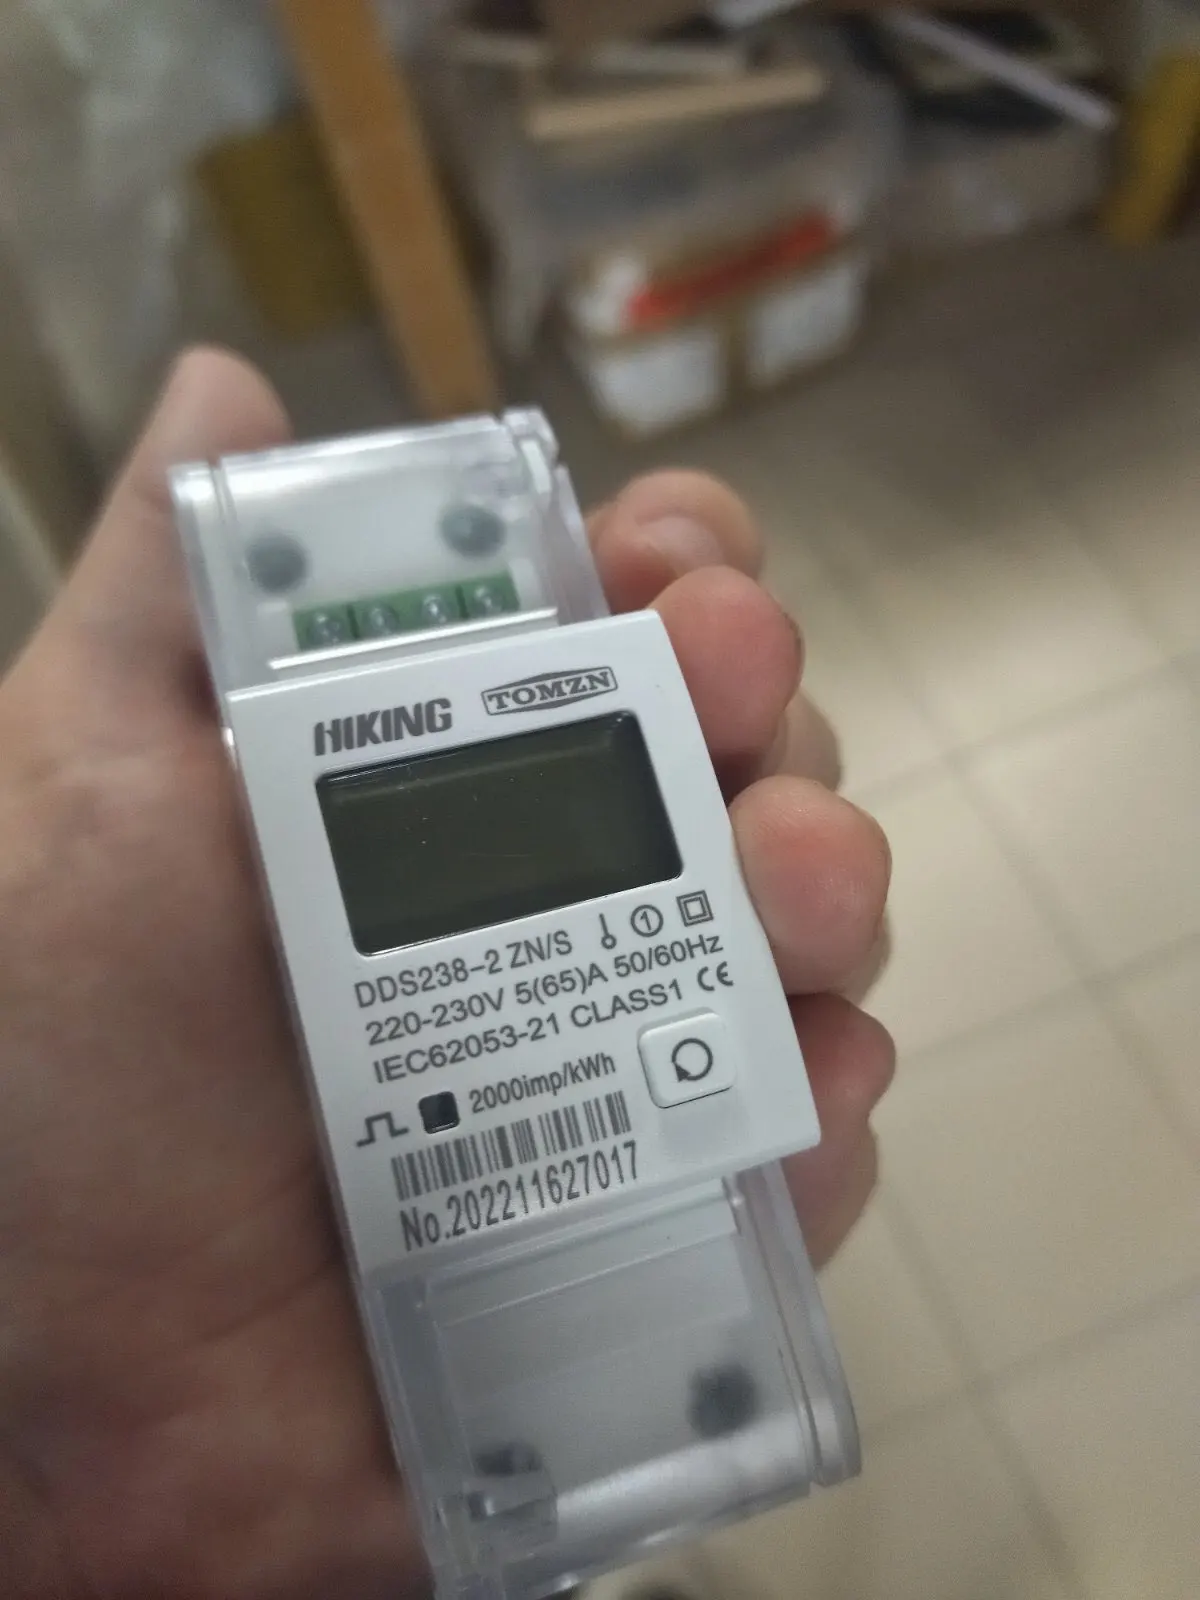 HIKING TOMZN
DDS238-2 ZN/S 1
220-230V 5(65)A 50/60Hz
IEC62053-21 CLASS1 CE
2000imp/kWh
No.202211627017